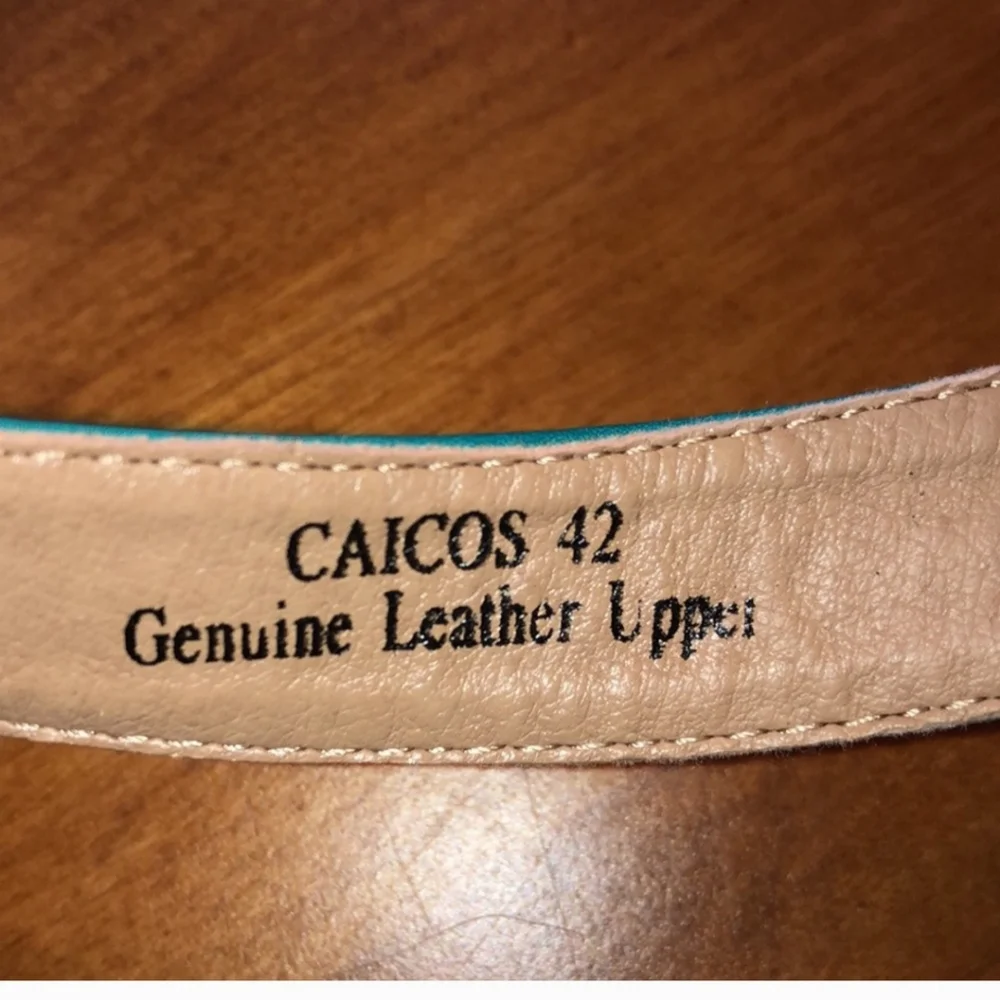 CAICOS 42
Genuine Leather Upper